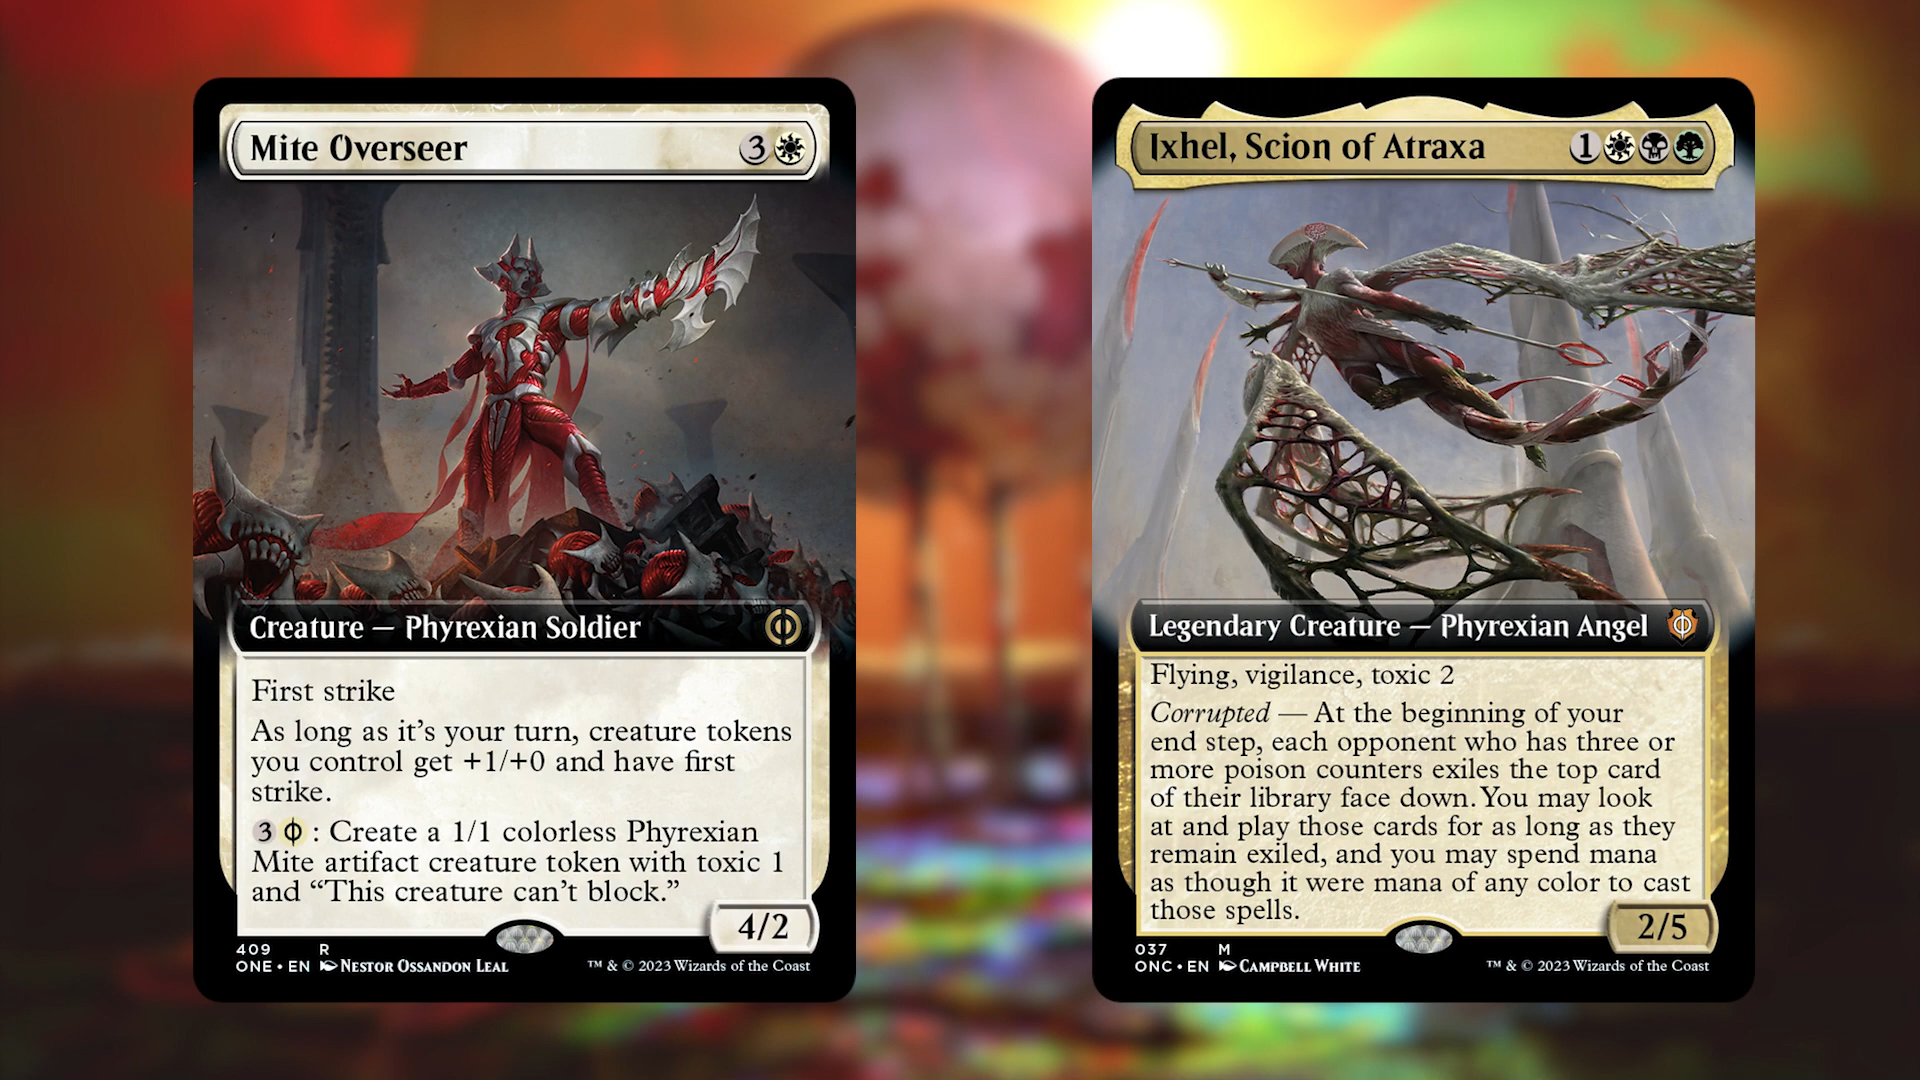 Mite Overseer 3
Creature — Phyrexian Soldier
First strike
As long as it’s your turn, creature tokens
you control get +1/+0 and have first
strike.
3 : Create a 1/1 colorless Phyrexian
Mite artifact creature token with toxic 1
and “This creature can’t block.”
4/2
409 R
ONE • EN Nestor Ossandon Leal
™ & © 2023 Wizards of the Coast
Ixhel, Scion of Atraxa 1
Legendary Creature — Phyrexian Angel
Flying, vigilance, toxic 2
Corrupted — At the beginning of your
end step, each opponent who has three or
more poison counters exiles the top card
of their library face down. You may look
at and play those cards for as long as they
remain exiled, and you may spend mana
as though it were mana of any color to cast
those spells.
2/5
037 M
ONC • EN Campbell White
™ & © 2023 Wizards of the Coast